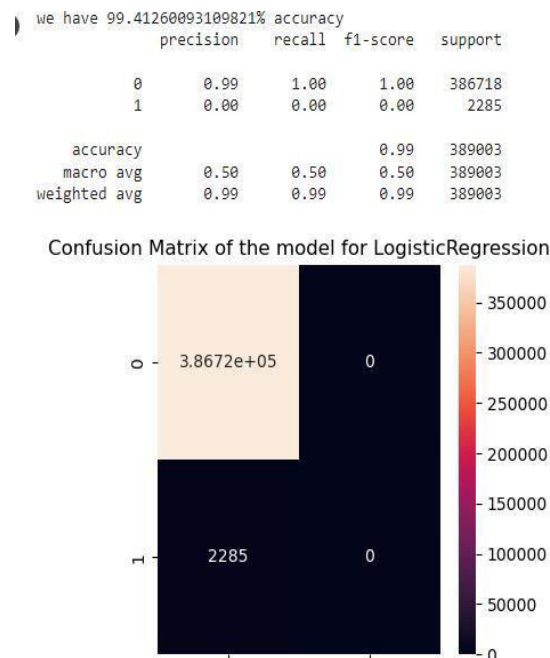 we have 99.41260093109821% accuracy
precision recall f1-score support
0 0.99 1.00 1.00 386718
1 0.00 0.00 0.00 2285
accuracy 0.99 389003
macro avg 0.50 0.50 0.50 389003
weighted avg 0.99 0.99 0.99 389003
Confusion Matrix of the model for LogisticRegression
0 3.8672e+05 0
1 2285 0
350000
300000
250000
200000
150000
100000
50000
0